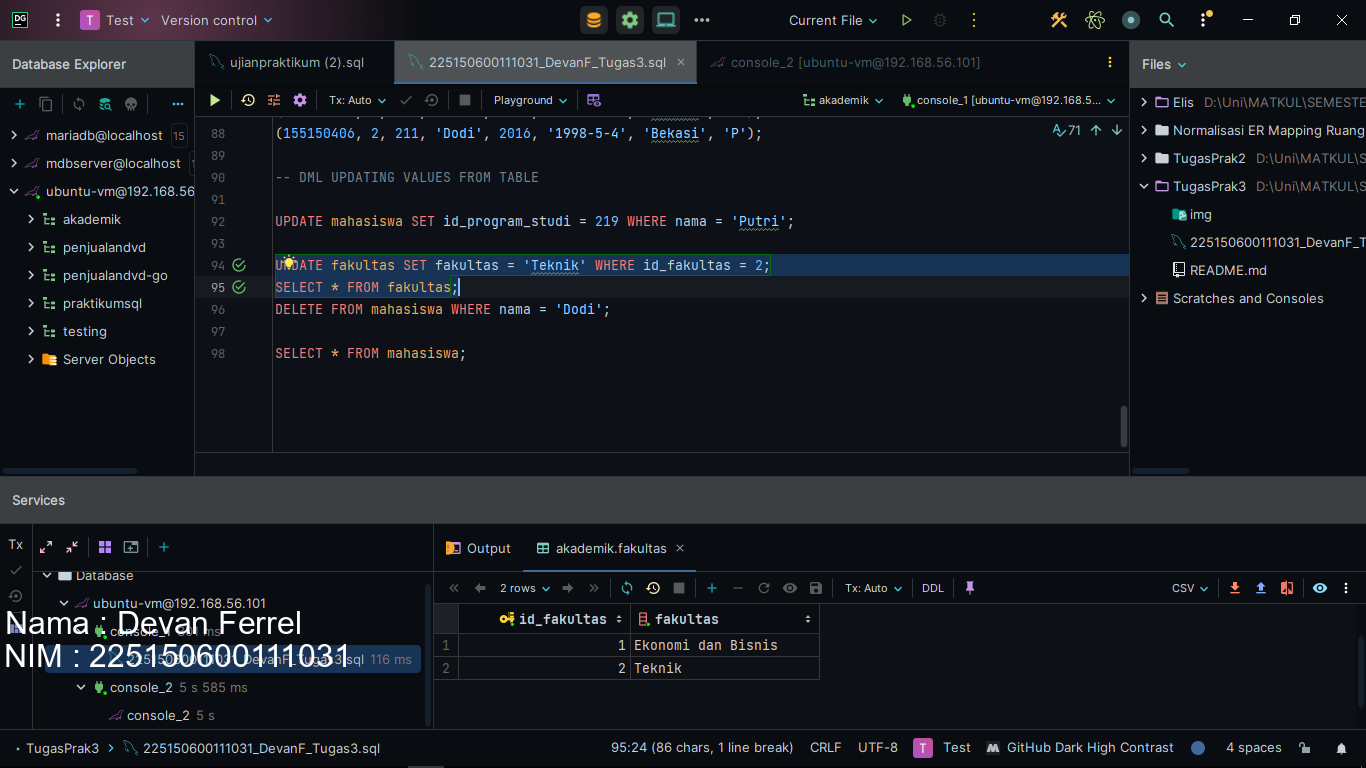 DG
T Test Version control Current File
Database Explorer
ujianpraktikum (2).sql
225150600111031_DevanF_Tugas3.sql
console_2 [ubuntu-vm@192.168.56.101]
Files
Tx: Auto Playground akademik console_1 [ubuntu-vm@192.168.5...
mariadb@localhost 15
mdbserver@localhost
ubuntu-vm@192.168.56
akademik
penjualandvd
penjualandvd-go
praktikumsql
testing
Server Objects
71
88 (155150406, 2, 211, 'Dodi', 2016, '1998-5-4', 'Bekasi', 'P');
89
90 -- DML UPDATING VALUES FROM TABLE
91
92 UPDATE mahasiswa SET id_program_studi = 219 WHERE nama = 'Putri';
93
94 UPDATE fakultas SET fakultas = 'Teknik' WHERE id_fakultas = 2;
95 SELECT * FROM fakultas;
96 DELETE FROM mahasiswa WHERE nama = 'Dodi';
97
98 SELECT * FROM mahasiswa;
Elis D:\Uni\MATKUL\SEMESTE
Normalisasi ER Mapping Ruang
TugasPrak2 D:\Uni\MATKUL\S
TugasPrak3 D:\Uni\MATKUL\S
img
225150600111031_DevanF_T
README.md
Scratches and Consoles
Services
Tx
Database
ubuntu-vm@192.168.56.101
Nama : Devan Ferrel
NIM : 225150600111031
225150600111031_DevanF_Tugas3.sql 116 ms
console_2 5 s 585 ms
console_2 5 s
Output akademik.fakultas
2 rows Tx: Auto DDL CSV
id_fakultas fakultas
1 1 Ekonomi dan Bisnis
2 2 Teknik
TugasPrak3 225150600111031_DevanF_Tugas3.sql 95:24 (86 chars, 1 line break) CRLF UTF-8 T Test GitHub Dark High Contrast 4 spaces